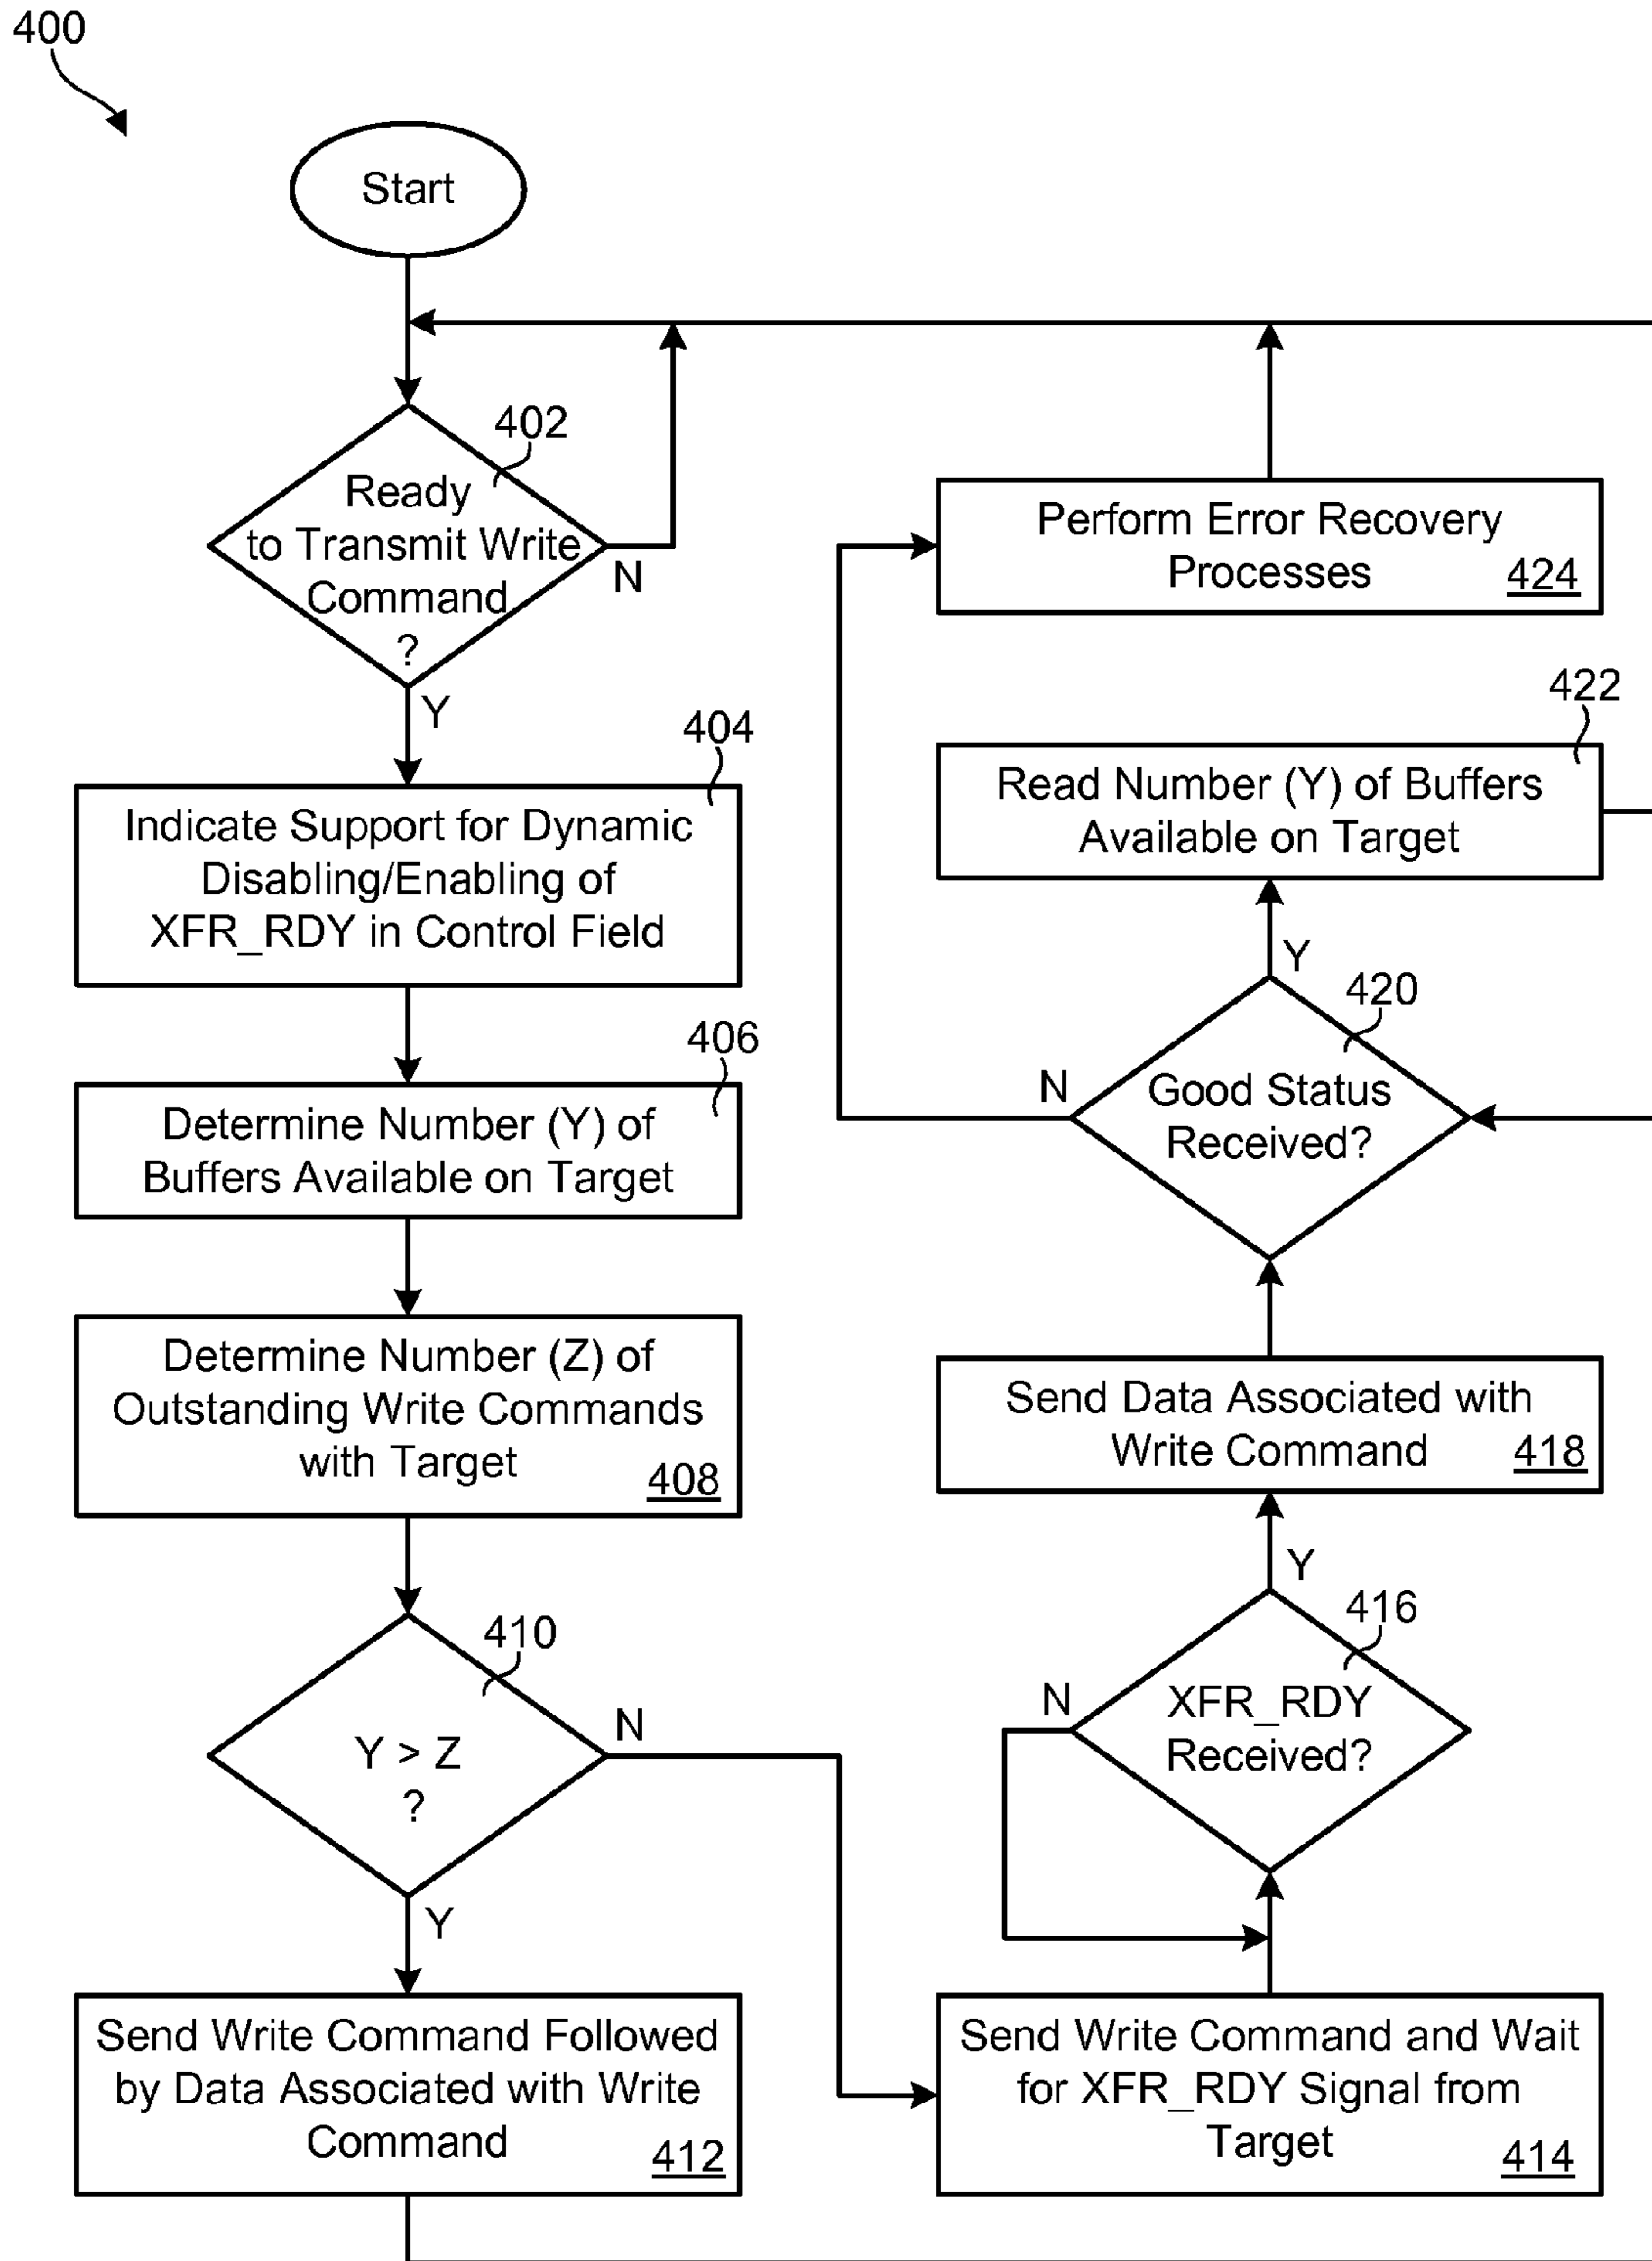 400
Start
402
Ready
to Transmit Write
Command
?
N
Y
404
Indicate Support for Dynamic
Disabling/Enabling of
XFR_RDY in Control Field
406
Determine Number (Y) of
Buffers Available on Target
Determine Number (Z) of
Outstanding Write Commands
with Target
408
410
Y > Z
?
N
Y
Send Write Command Followed
by Data Associated with Write
Command
412
Perform Error Recovery
Processes
424
422
Read Number (Y) of Buffers
Available on Target
Y
420
N
Good Status
Received?
Send Data Associated with
Write Command
418
Y
416
N
XFR_RDY
Received?
Send Write Command and Wait
for XFR_RDY Signal from
Target
414